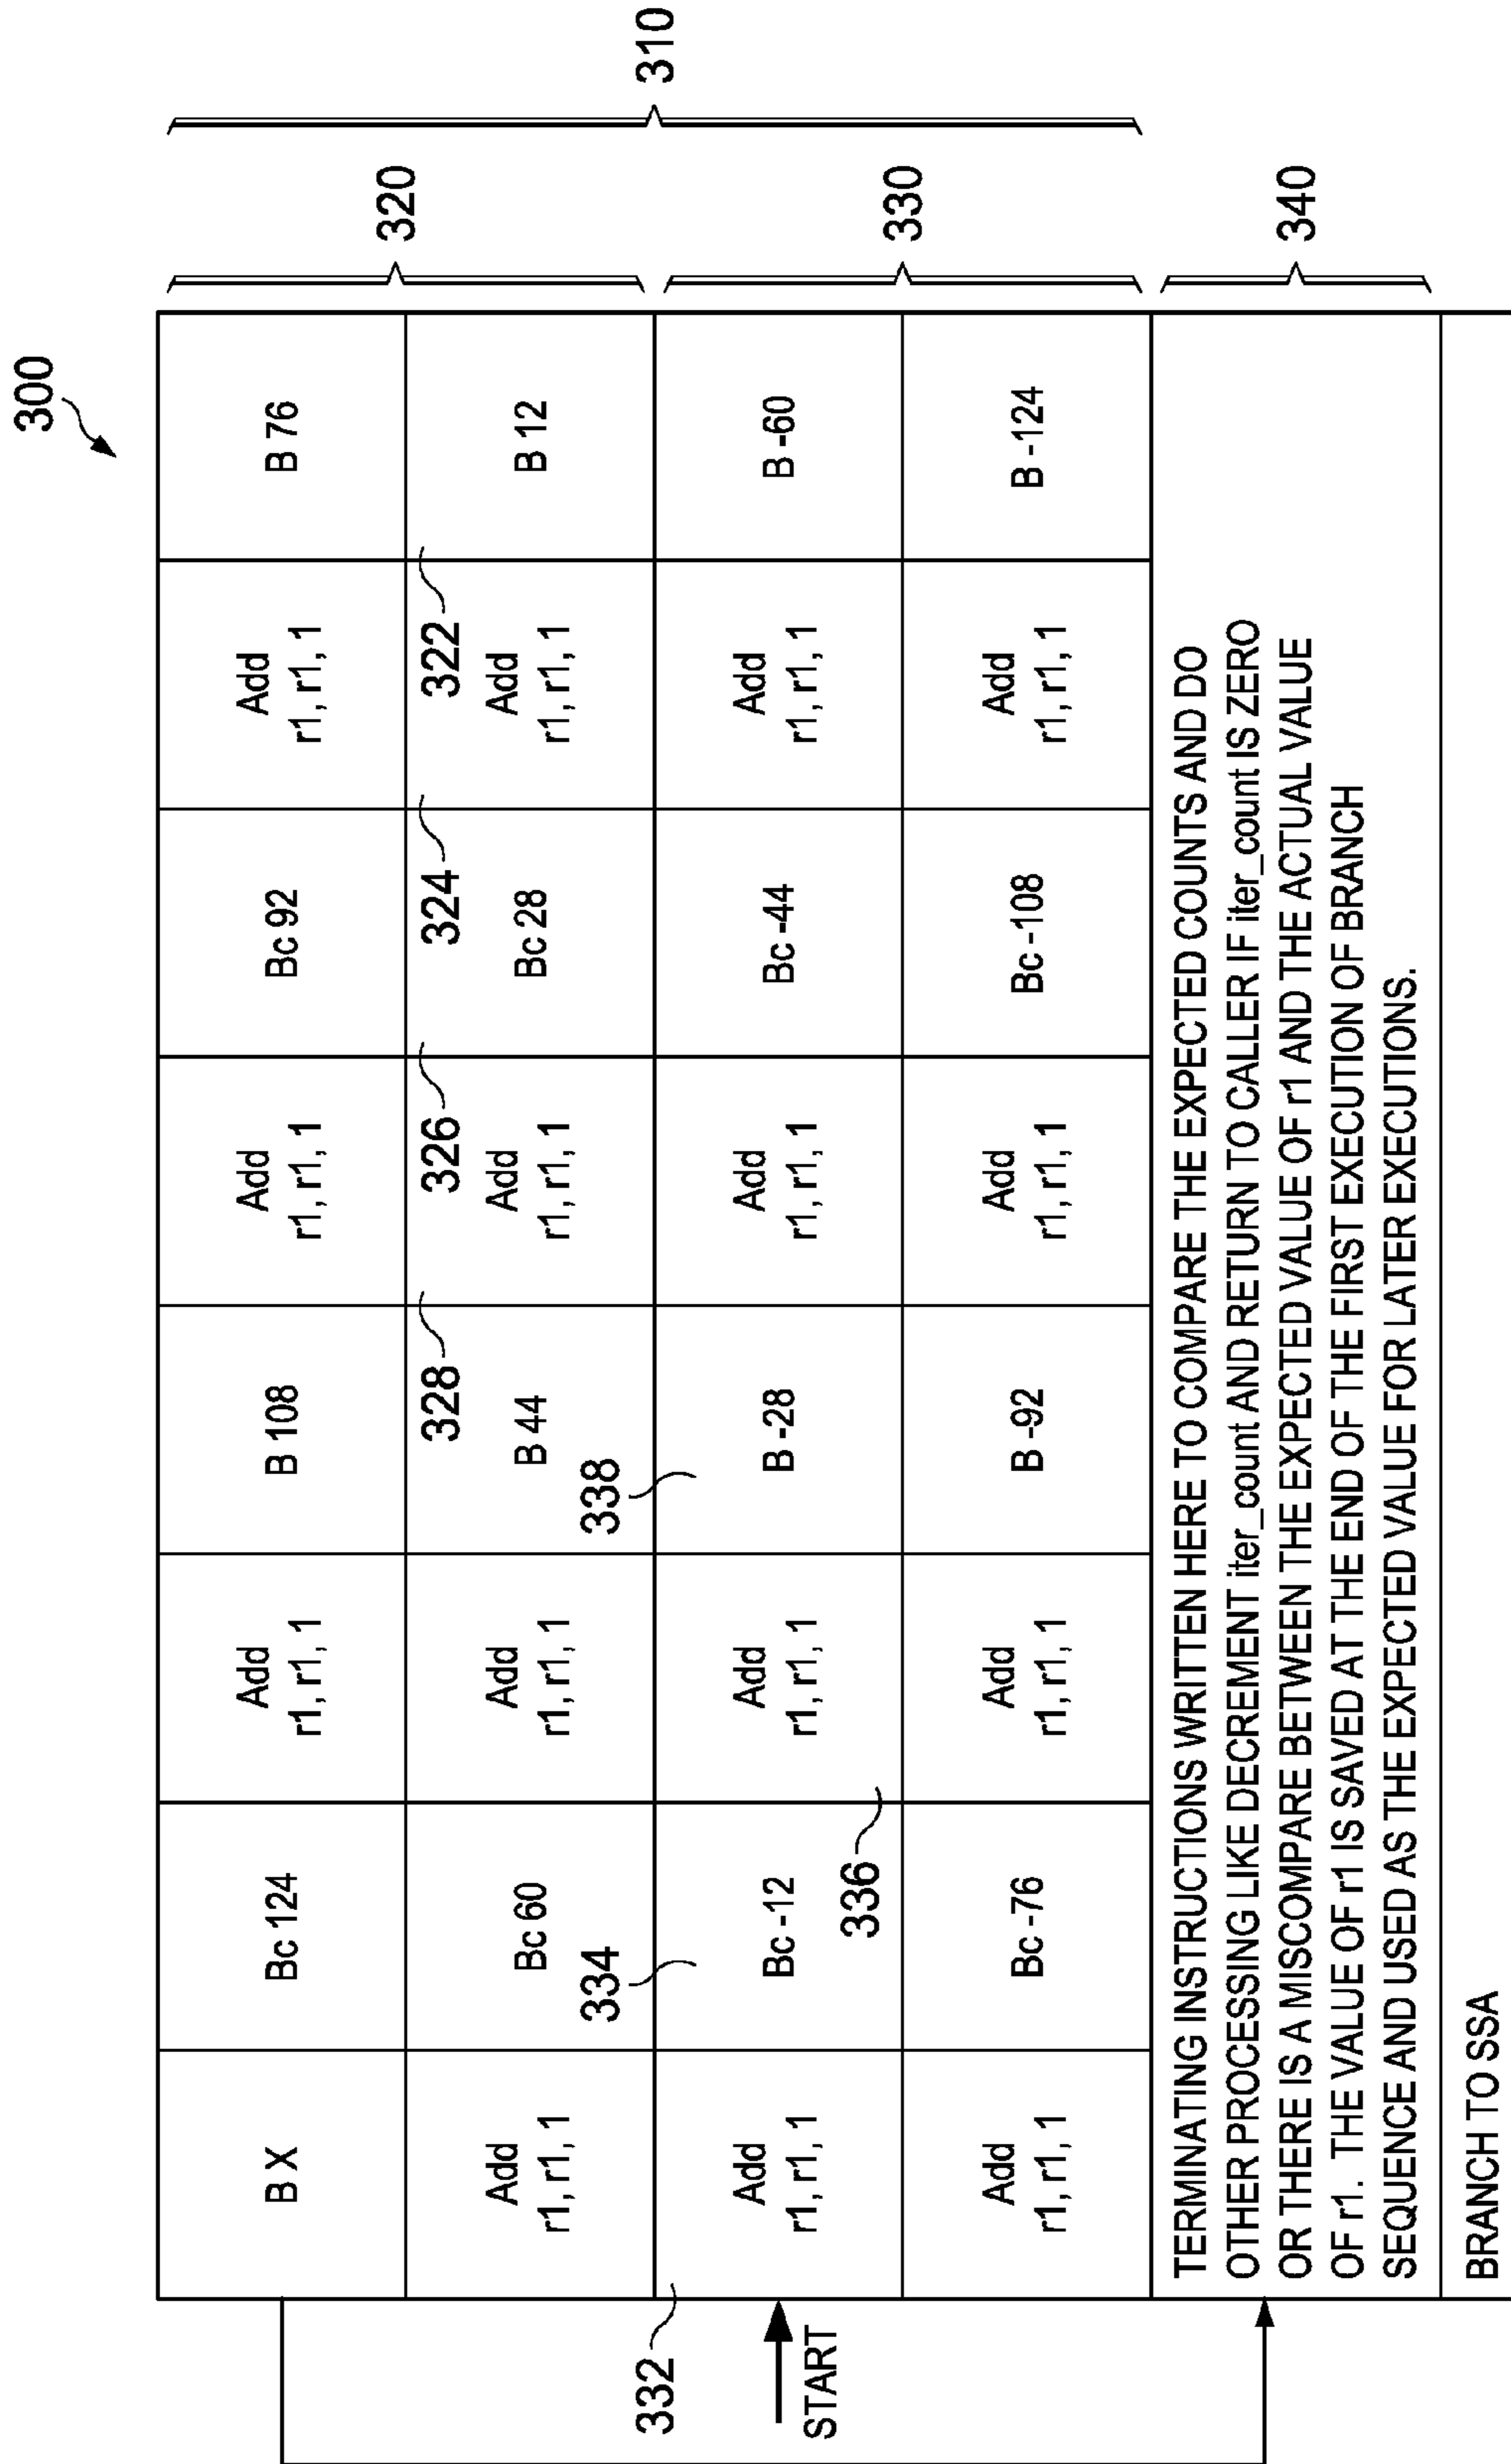 300
B X
Bc 124
Add
r1, r1, 1
B 108
Add
r1, r1, 1
Bc 92
Add
r1, r1, 1
B 76
320
310
Add
r1, r1, 1
Bc 60
Add
r1, r1, 1
328
B 44
326
Add
r1, r1, 1
324
Bc 28
322
Add
r1, r1, 1
B 12
332
START
Add
r1, r1, 1
334
Bc -12
336
Add
r1, r1, 1
338
B -28
Add
r1, r1, 1
Bc -44
Add
r1, r1, 1
B -60
330
Add
r1, r1, 1
Bc -76
Add
r1, r1, 1
B -92
Add
r1, r1, 1
Bc -108
Add
r1, r1, 1
B -124
TERMINATING INSTRUCTIONS WRITTEN HERE TO COMPARE THE EXPECTED COUNTS AND DO
OTHER PROCESSING LIKE DECREMENT iter_count AND RETURN TO CALLER IF iter_count IS ZERO
OR THERE IS A MISCOMPARE BETWEEN THE EXPECTED VALUE OF r1 AND THE ACTUAL VALUE
OF r1. THE VALUE OF r1 IS SAVED AT THE END OF THE FIRST EXECUTION OF BRANCH
SEQUENCE AND USED AS THE EXPECTED VALUE FOR LATER EXECUTIONS.
340
BRANCH TO SSA